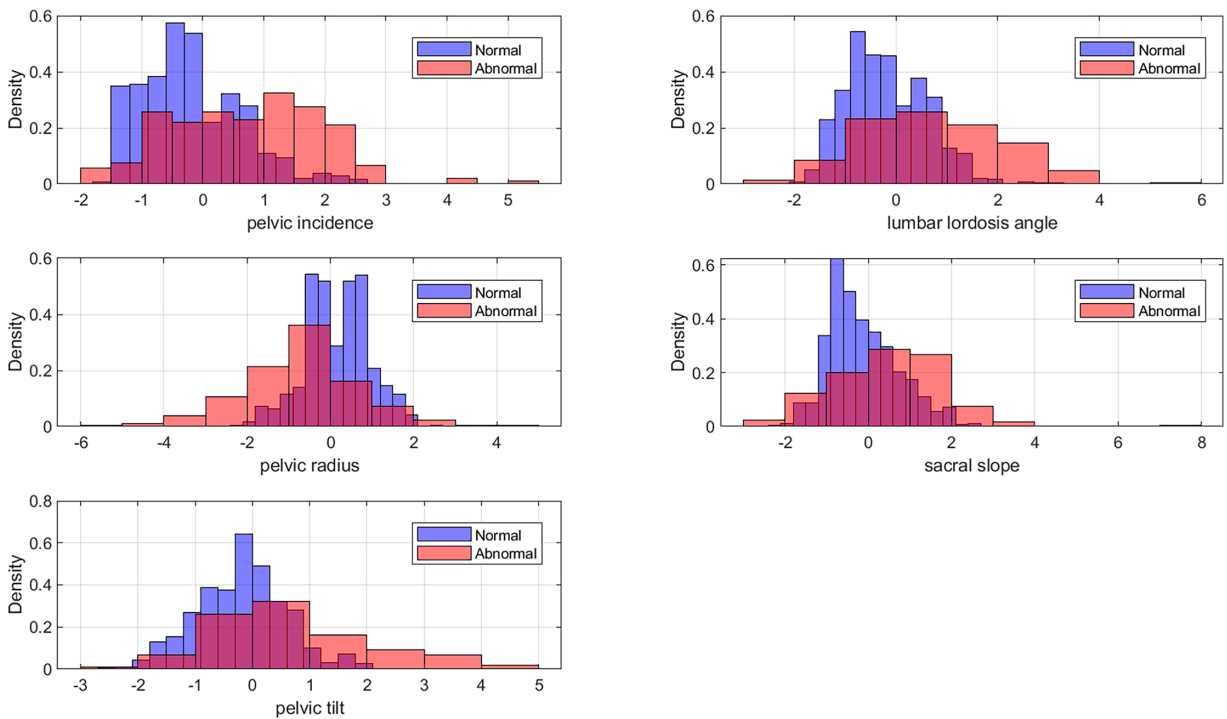 0.6
0.4
0.2
0
Density
Normal
Abnormal
-2 -1 0 1 2 3 4 5
pelvic incidence
0.6
0.4
0.2
0
Density
Normal
Abnormal
-2 0 2 4 6
lumbar lordosis angle
0.6
0.4
0.2
0
Density
Normal
Abnormal
-6 -4 -2 0 2 4
pelvic radius
0.6
0.4
0.2
0
Density
Normal
Abnormal
-2 0 2 4 6 8
sacral slope
0.8
0.6
0.4
0.2
0
Density
Normal
Abnormal
-3 -2 -1 0 1 2 3 4 5
pelvic tilt